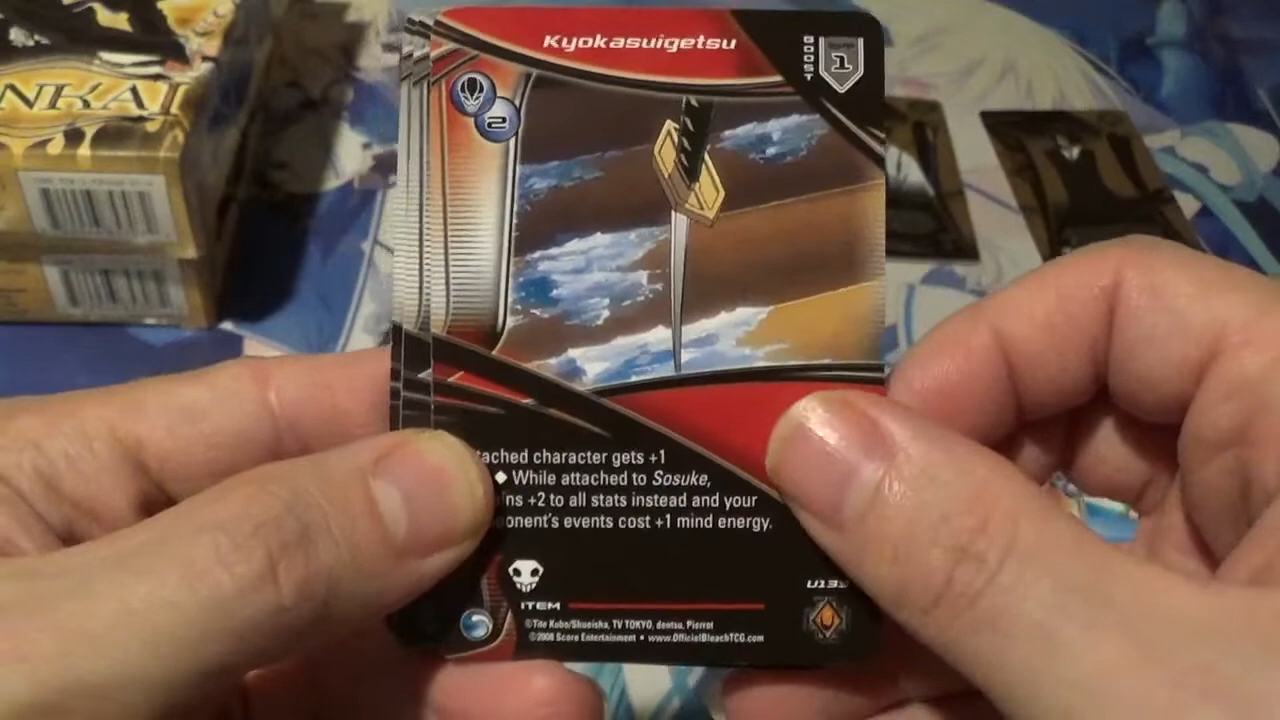 NKAI
Kyokasuigetsu
BOOST
1
2
tached character gets +1
◆ While attached to Sosuke,
ns +2 to all stats instead and your
ponent's events cost +1 mind energy.
ITEM
©Tite Kubo/Shueisha, TV TOKYO, dentsu, Pierrot
©2008 Score Entertainment • www.OfficialBleachTCG.com